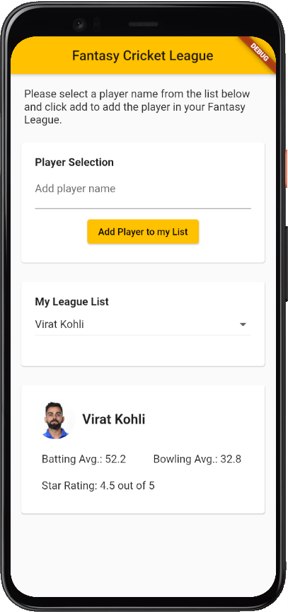 Fantasy Cricket League
DEBUG
Please select a player name from the list below
and click add to add the player in your Fantasy
League.
Player Selection
Add player name
Add Player to my List
My League List
Virat Kohli
Virat Kohli
Batting Avg.: 52.2 Bowling Avg.: 32.8
Star Rating: 4.5 out of 5